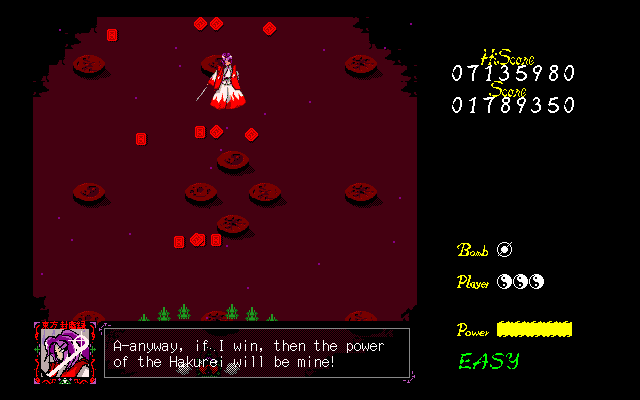 HiScore
07135980
Score
01789350
Bomb
Player
Power
EASY
A-anyway, if I win, then the power
of the Hakurei will be mine!